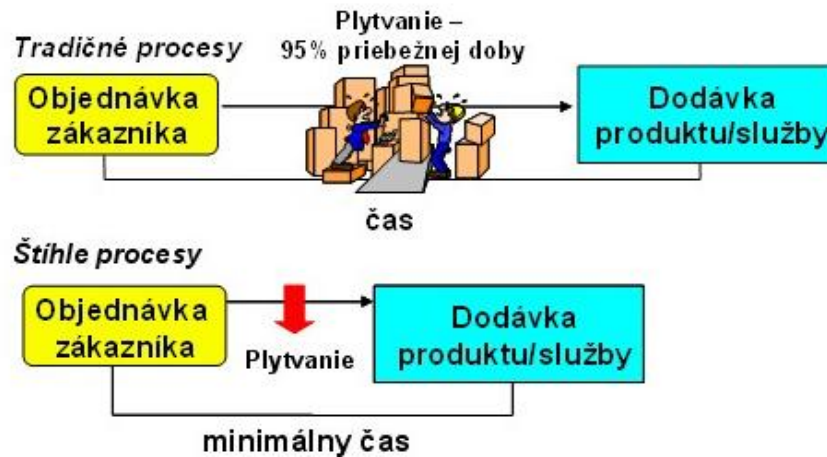 Plytvanie –
Tradičné procesy
95% priebežnej doby
Objednávka
zákazníka
Dodávka
produktu/služby
čas
Štíhle procesy
Objednávka
zákazníka
Plytvanie
Dodávka
produktu/služby
minimálny čas